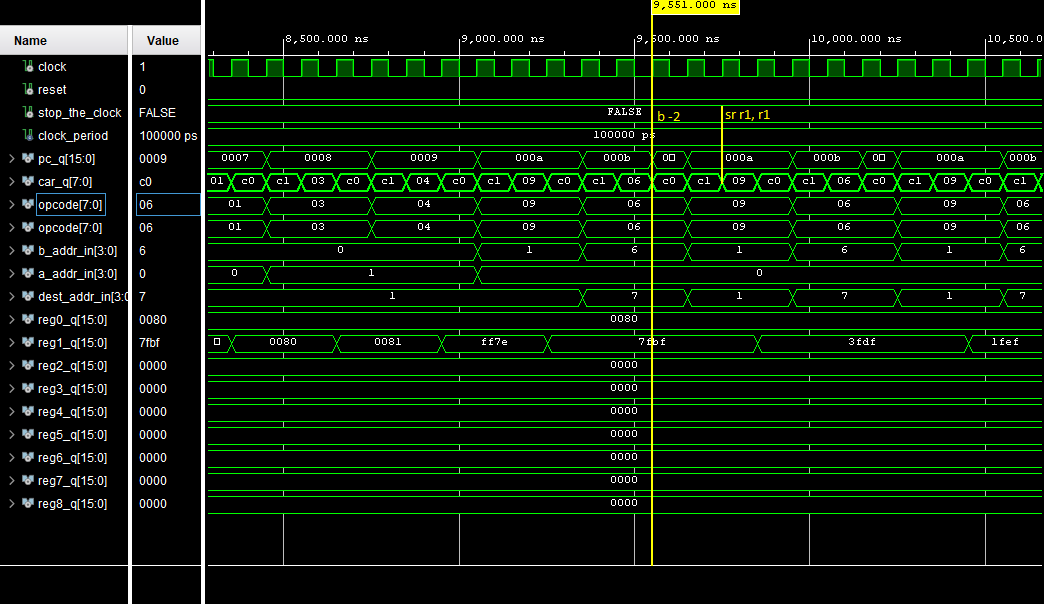 9,551.000 ns
Name Value 8,500.000 ns 9,000.000 ns 9,500.000 ns 10,000.000 ns 10,500.0
clock 1
reset 0
stop_the_clock FALSE FALSE b -2 sr r1, r1
clock_period 100000 ps 100000 ps
pc_q[15:0] 0009 0007 0008 0009 000a 000b 0 000a 000b 0 000a 000b
car_q[7:0] c0 01 c0 c1 03 c0 c1 04 c0 c1 09 c0 c1 06 c0 c1 09 c0 c1 06 c0 c1 09 c0 c1
opcode[7:0] 06 01 03 04 09 06 09 06 09 06
opcode[7:0] 06 01 03 04 09 06 09 06 09 06
b_addr_in[3:0] 6 0 1 6 1 6 1 6
a_addr_in[3:0] 0 0 1 0
dest_addr_in[3:0 7 1 7 1 7 1 7
reg0_q[15:0] 0080 0080
reg1_q[15:0] 7fbf 0080 0081 ff7e 7fbf 3fdf 1fef
reg2_q[15:0] 0000 0000
reg3_q[15:0] 0000 0000
reg4_q[15:0] 0000 0000
reg5_q[15:0] 0000 0000
reg6_q[15:0] 0000 0000
reg7_q[15:0] 0000 0000
reg8_q[15:0] 0000 0000